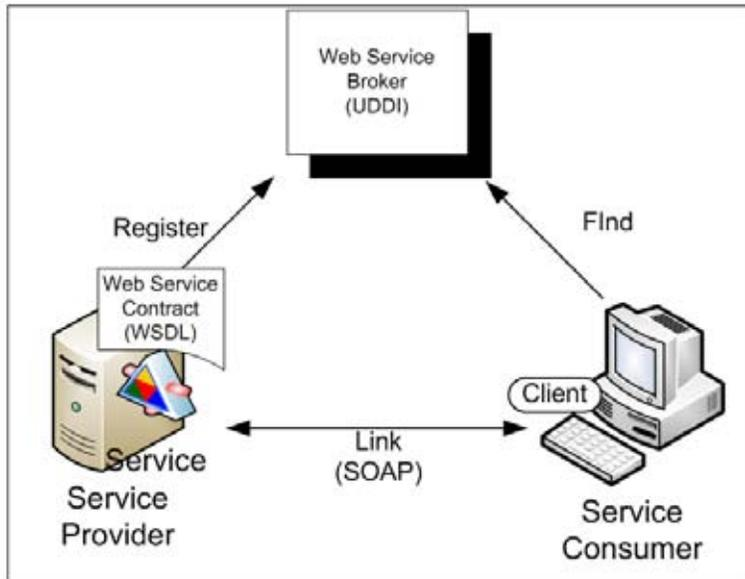 Web Service
Broker
(UDDI)
Register
FInd
Web Service
Contract
(WSDL)
Client
Link
(SOAP)
Service
Service
Provider
Service
Consumer